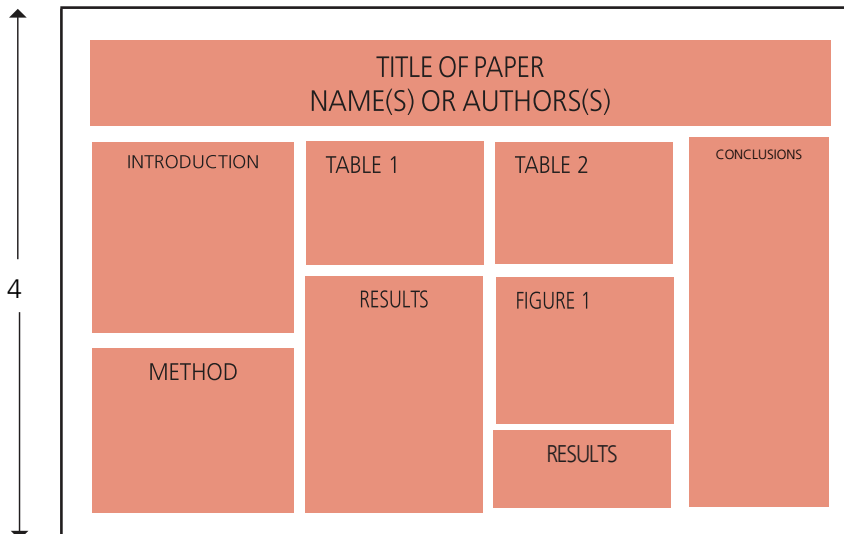 TITLE OF PAPER
NAME(S) OR AUTHORS(S)
INTRODUCTION
METHOD
TABLE 1
RESULTS
TABLE 2
FIGURE 1
RESULTS
CONCLUSIONS
4